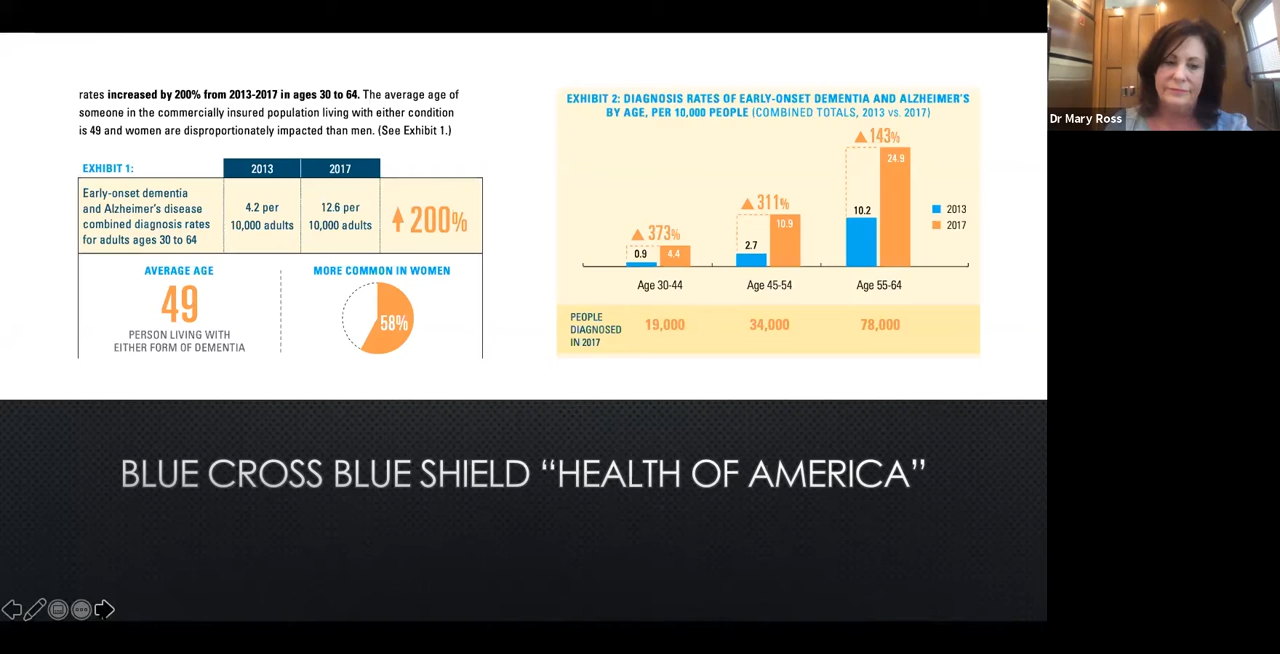 rates increased by 200% from 2013-2017 in ages 30 to 64. The average age of
someone in the commercially insured population living with either condition
is 49 and women are disproportionately impacted than men. (See Exhibit 1.)
EXHIBIT 1:
2013
2017
Early-onset dementia
and Alzheimer's disease
combined diagnosis rates
for adults ages 30 to 64
4.2 per
10,000 adults
12.6 per
10,000 adults
200%
AVERAGE AGE
49
PERSON LIVING WITH
EITHER FORM OF DEMENTIA
MORE COMMON IN WOMEN
58%
EXHIBIT 2: DIAGNOSIS RATES OF EARLY-ONSET DEMENTIA AND ALZHEIMER'S
BY AGE, PER 10,000 PEOPLE (COMBINED TOTALS, 2013 vs. 2017)
373%
0.9
4.4
311%
2.7
10.9
143%
10.2
24.9
2013
2017
Age 30-44
Age 45-54
Age 55-64
PEOPLE
DIAGNOSED
IN 2017
19,000
34,000
78,000
BLUE CROSS BLUE SHIELD “HEALTH OF AMERICA”
Dr Mary Ross